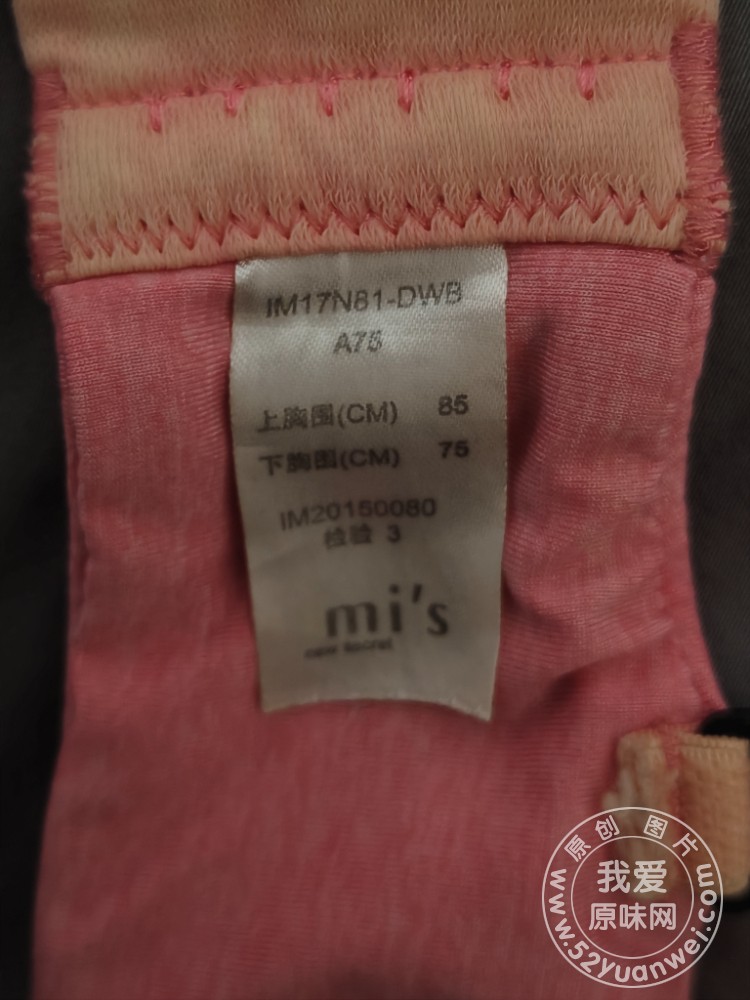 IM17N81-DWB
A75
上胸围(CM) 85
下胸围(CM) 75
IM20150080
检验 3
mi's
原创图片
我爱
原味网
www.52yuanwei.com